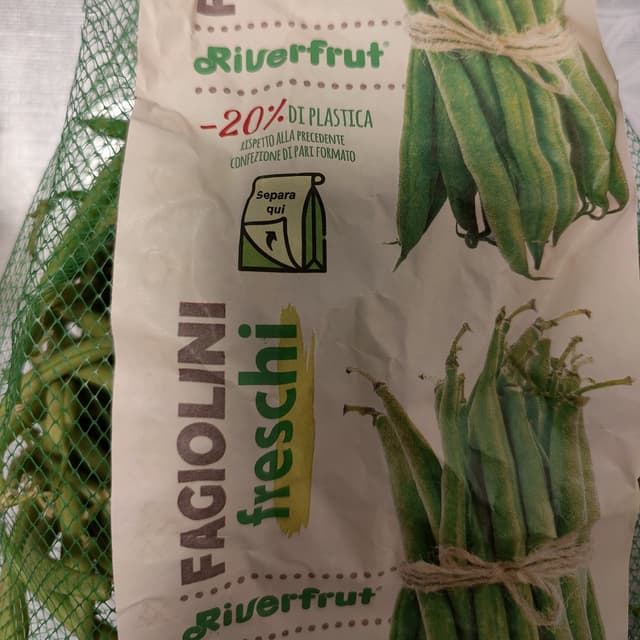 Riverfrut
-20% DI PLASTICA
RISPETTO ALLA PRECEDENTE
CONFEZIONE DI PARI FORMATO
Separa
qui
FAGIOLINI
freschi
Riverfrut